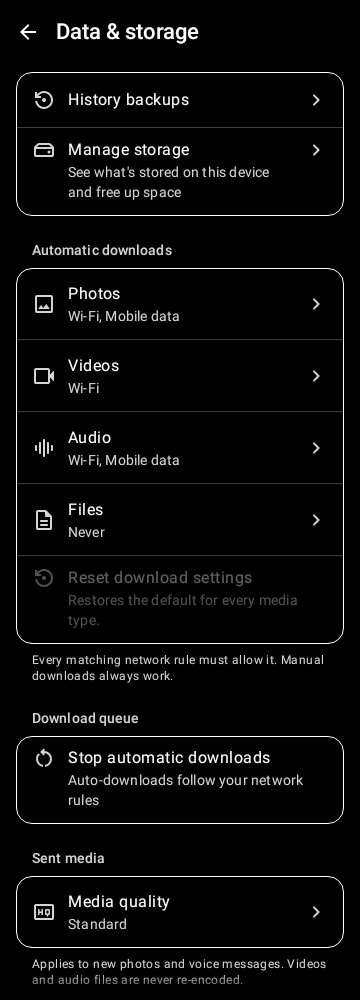 Data & storage
History backups
Manage storage
See what's stored on this device
and free up space
Automatic downloads
Photos
Wi-Fi, Mobile data
Videos
Wi-Fi
Audio
Wi-Fi, Mobile data
Files
Never
Reset download settings
Restores the default for every media
type.
Every matching network rule must allow it. Manual
downloads always work.
Download queue
Stop automatic downloads
Auto-downloads follow your network
rules
Sent media
HQ
Media quality
Standard
Applies to new photos and voice messages. Videos
and audio files are never re-encoded.